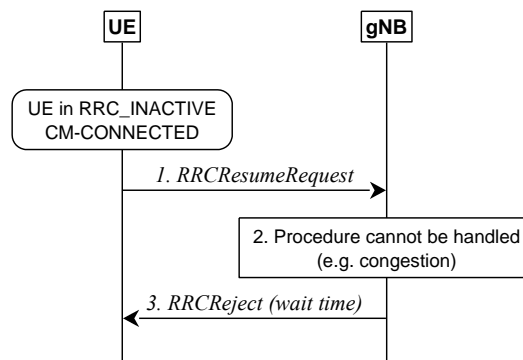 UE
gNB
UE in RRC_INACTIVE
CM-CONNECTED
1. RRCResumeRequest
2. Procedure cannot be handled
(e.g. congestion)
3. RRCReject (wait time)